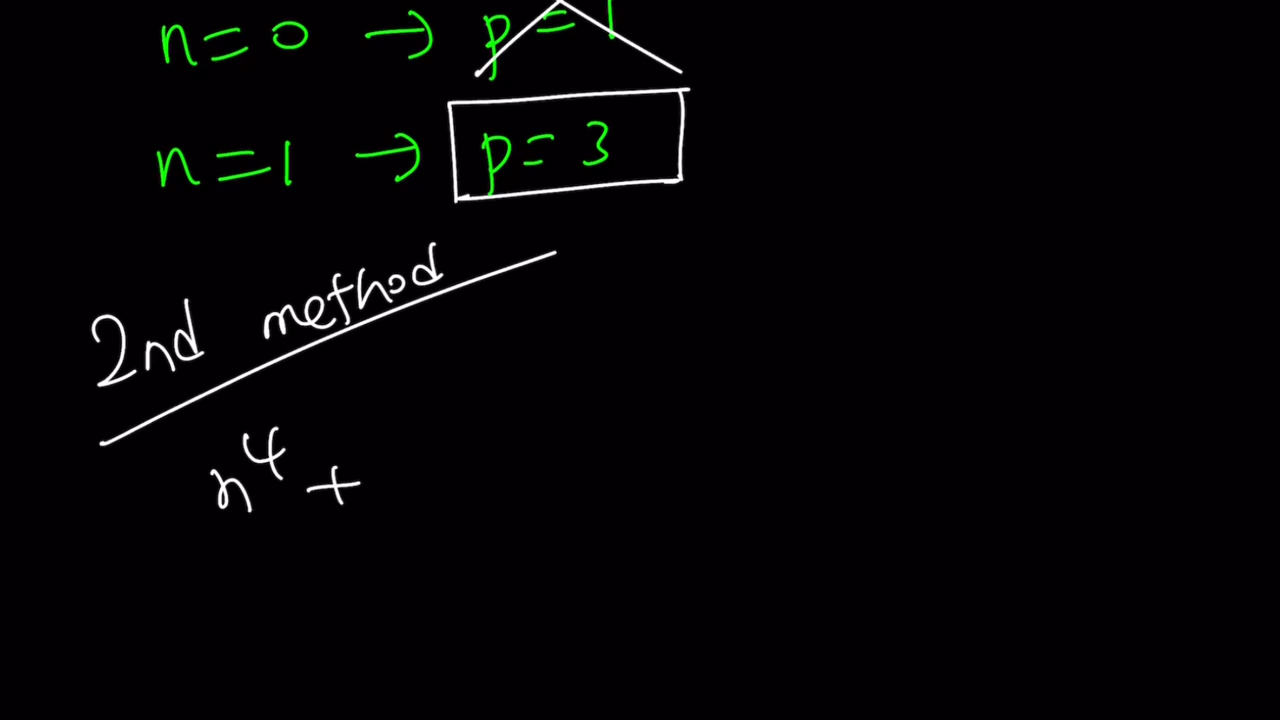 n=0 → p=1
n=1 → p=3
2nd method
n⁴ +